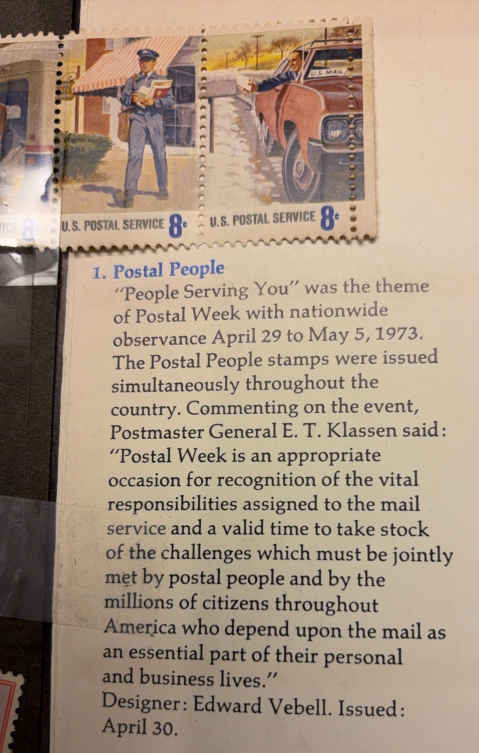 U.S. MAIL
U.S. POSTAL SERVICE 8c
U.S. POSTAL SERVICE 8c
8
1. Postal People
“People Serving You” was the theme
of Postal Week with nationwide
observance April 29 to May 5, 1973.
The Postal People stamps were issued
simultaneously throughout the
country. Commenting on the event,
Postmaster General E. T. Klassen said:
“Postal Week is an appropriate
occasion for recognition of the vital
responsibilities assigned to the mail
service and a valid time to take stock
of the challenges which must be jointly
met by postal people and by the
millions of citizens throughout
America who depend upon the mail as
an essential part of their personal
and business lives.”
Designer: Edward Vebell. Issued:
April 30.